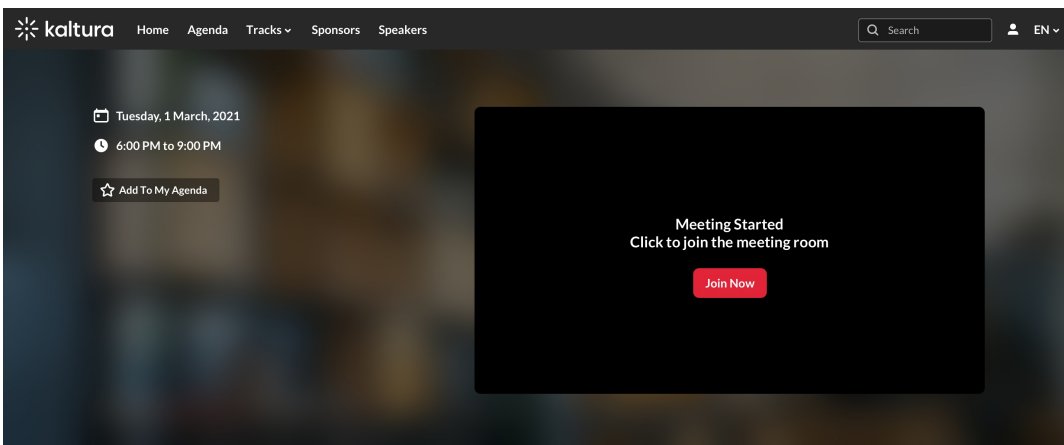 kaltura Home Agenda Tracks Sponsors Speakers Search EN
Tuesday, 1 March, 2021
6:00 PM to 9:00 PM
Add To My Agenda
Meeting Started
Click to join the meeting room
Join Now